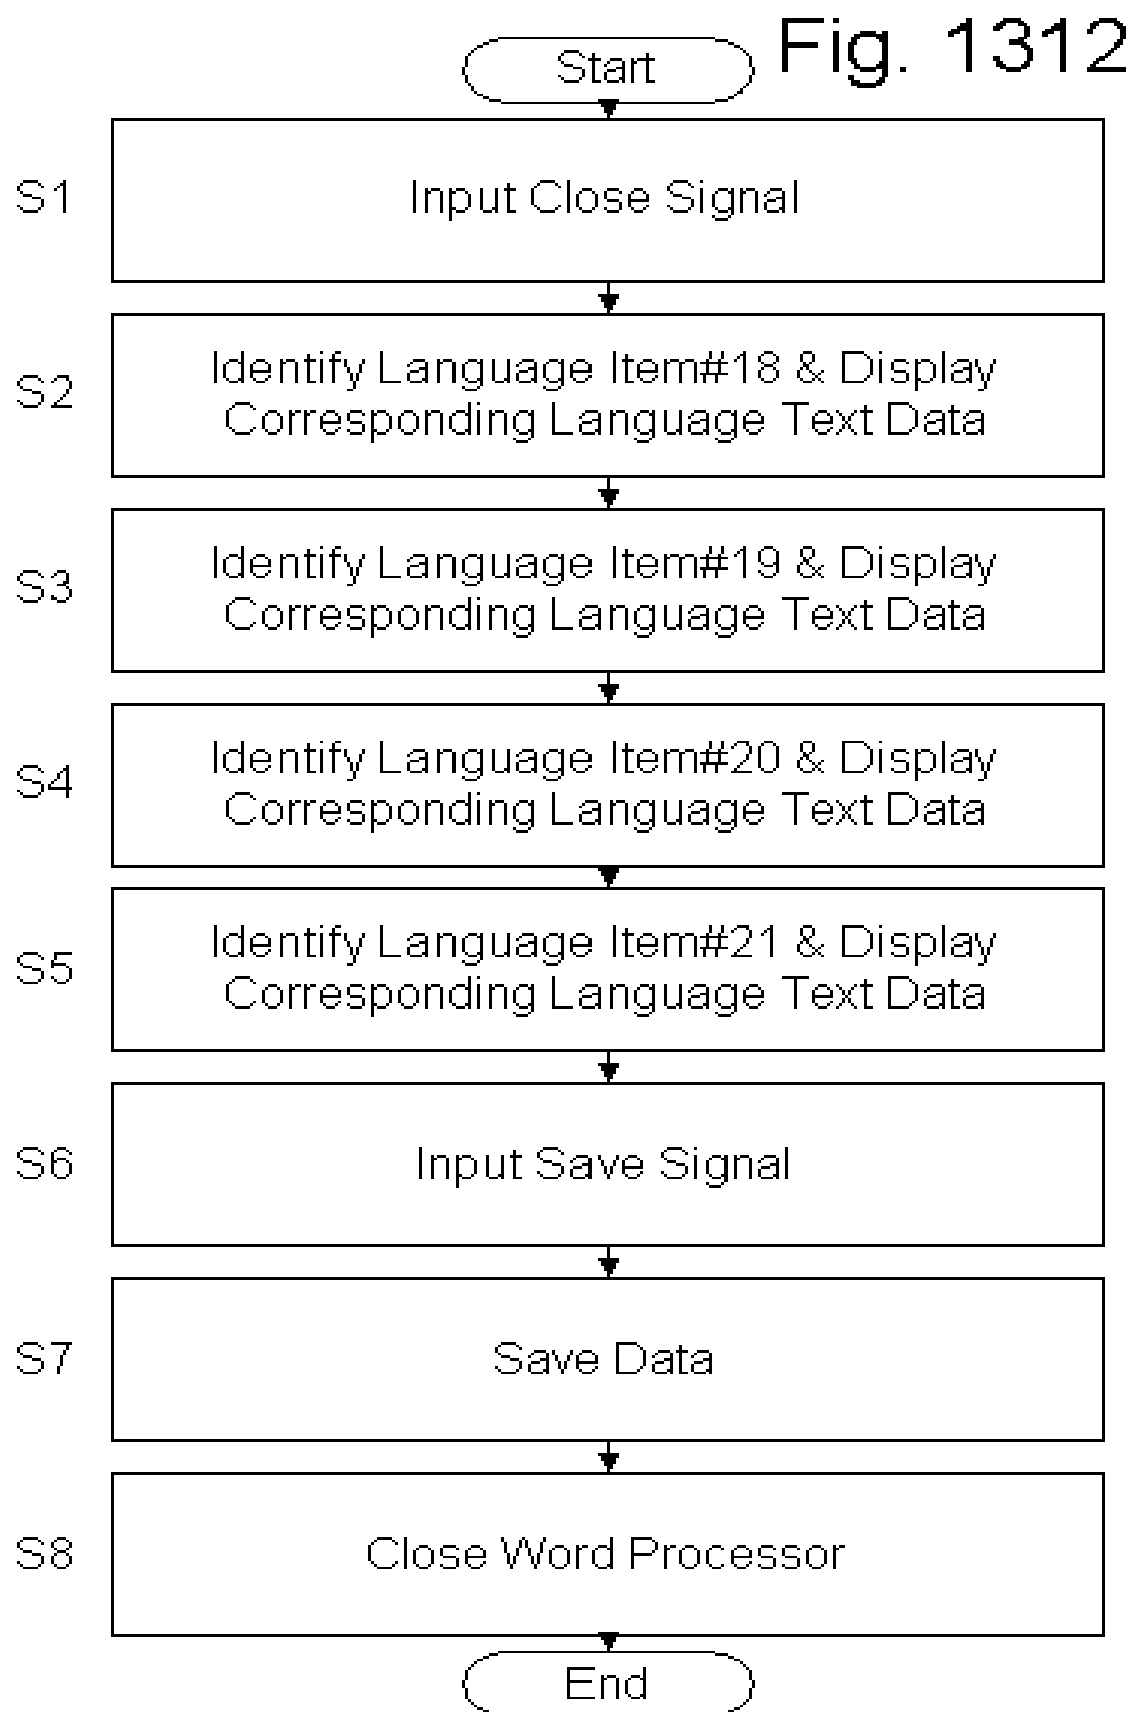 Fig. 1312
Start
S1
Input Close Signal
S2
Identify Language Item#18 & Display
Corresponding Language Text Data
S3
Identify Language Item#19 & Display
Corresponding Language Text Data
S4
Identify Language Item#20 & Display
Corresponding Language Text Data
S5
Identify Language Item#21 & Display
Corresponding Language Text Data
S6
Input Save Signal
S7
Save Data
S8
Close Word Processor
End